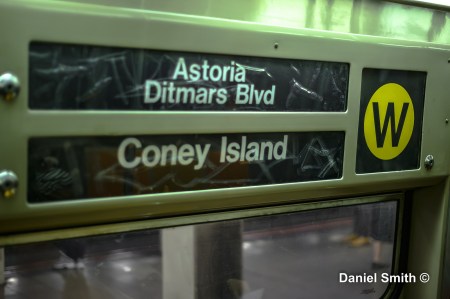 Astoria
Ditmars Blvd
W
Coney Island
Daniel Smith ©